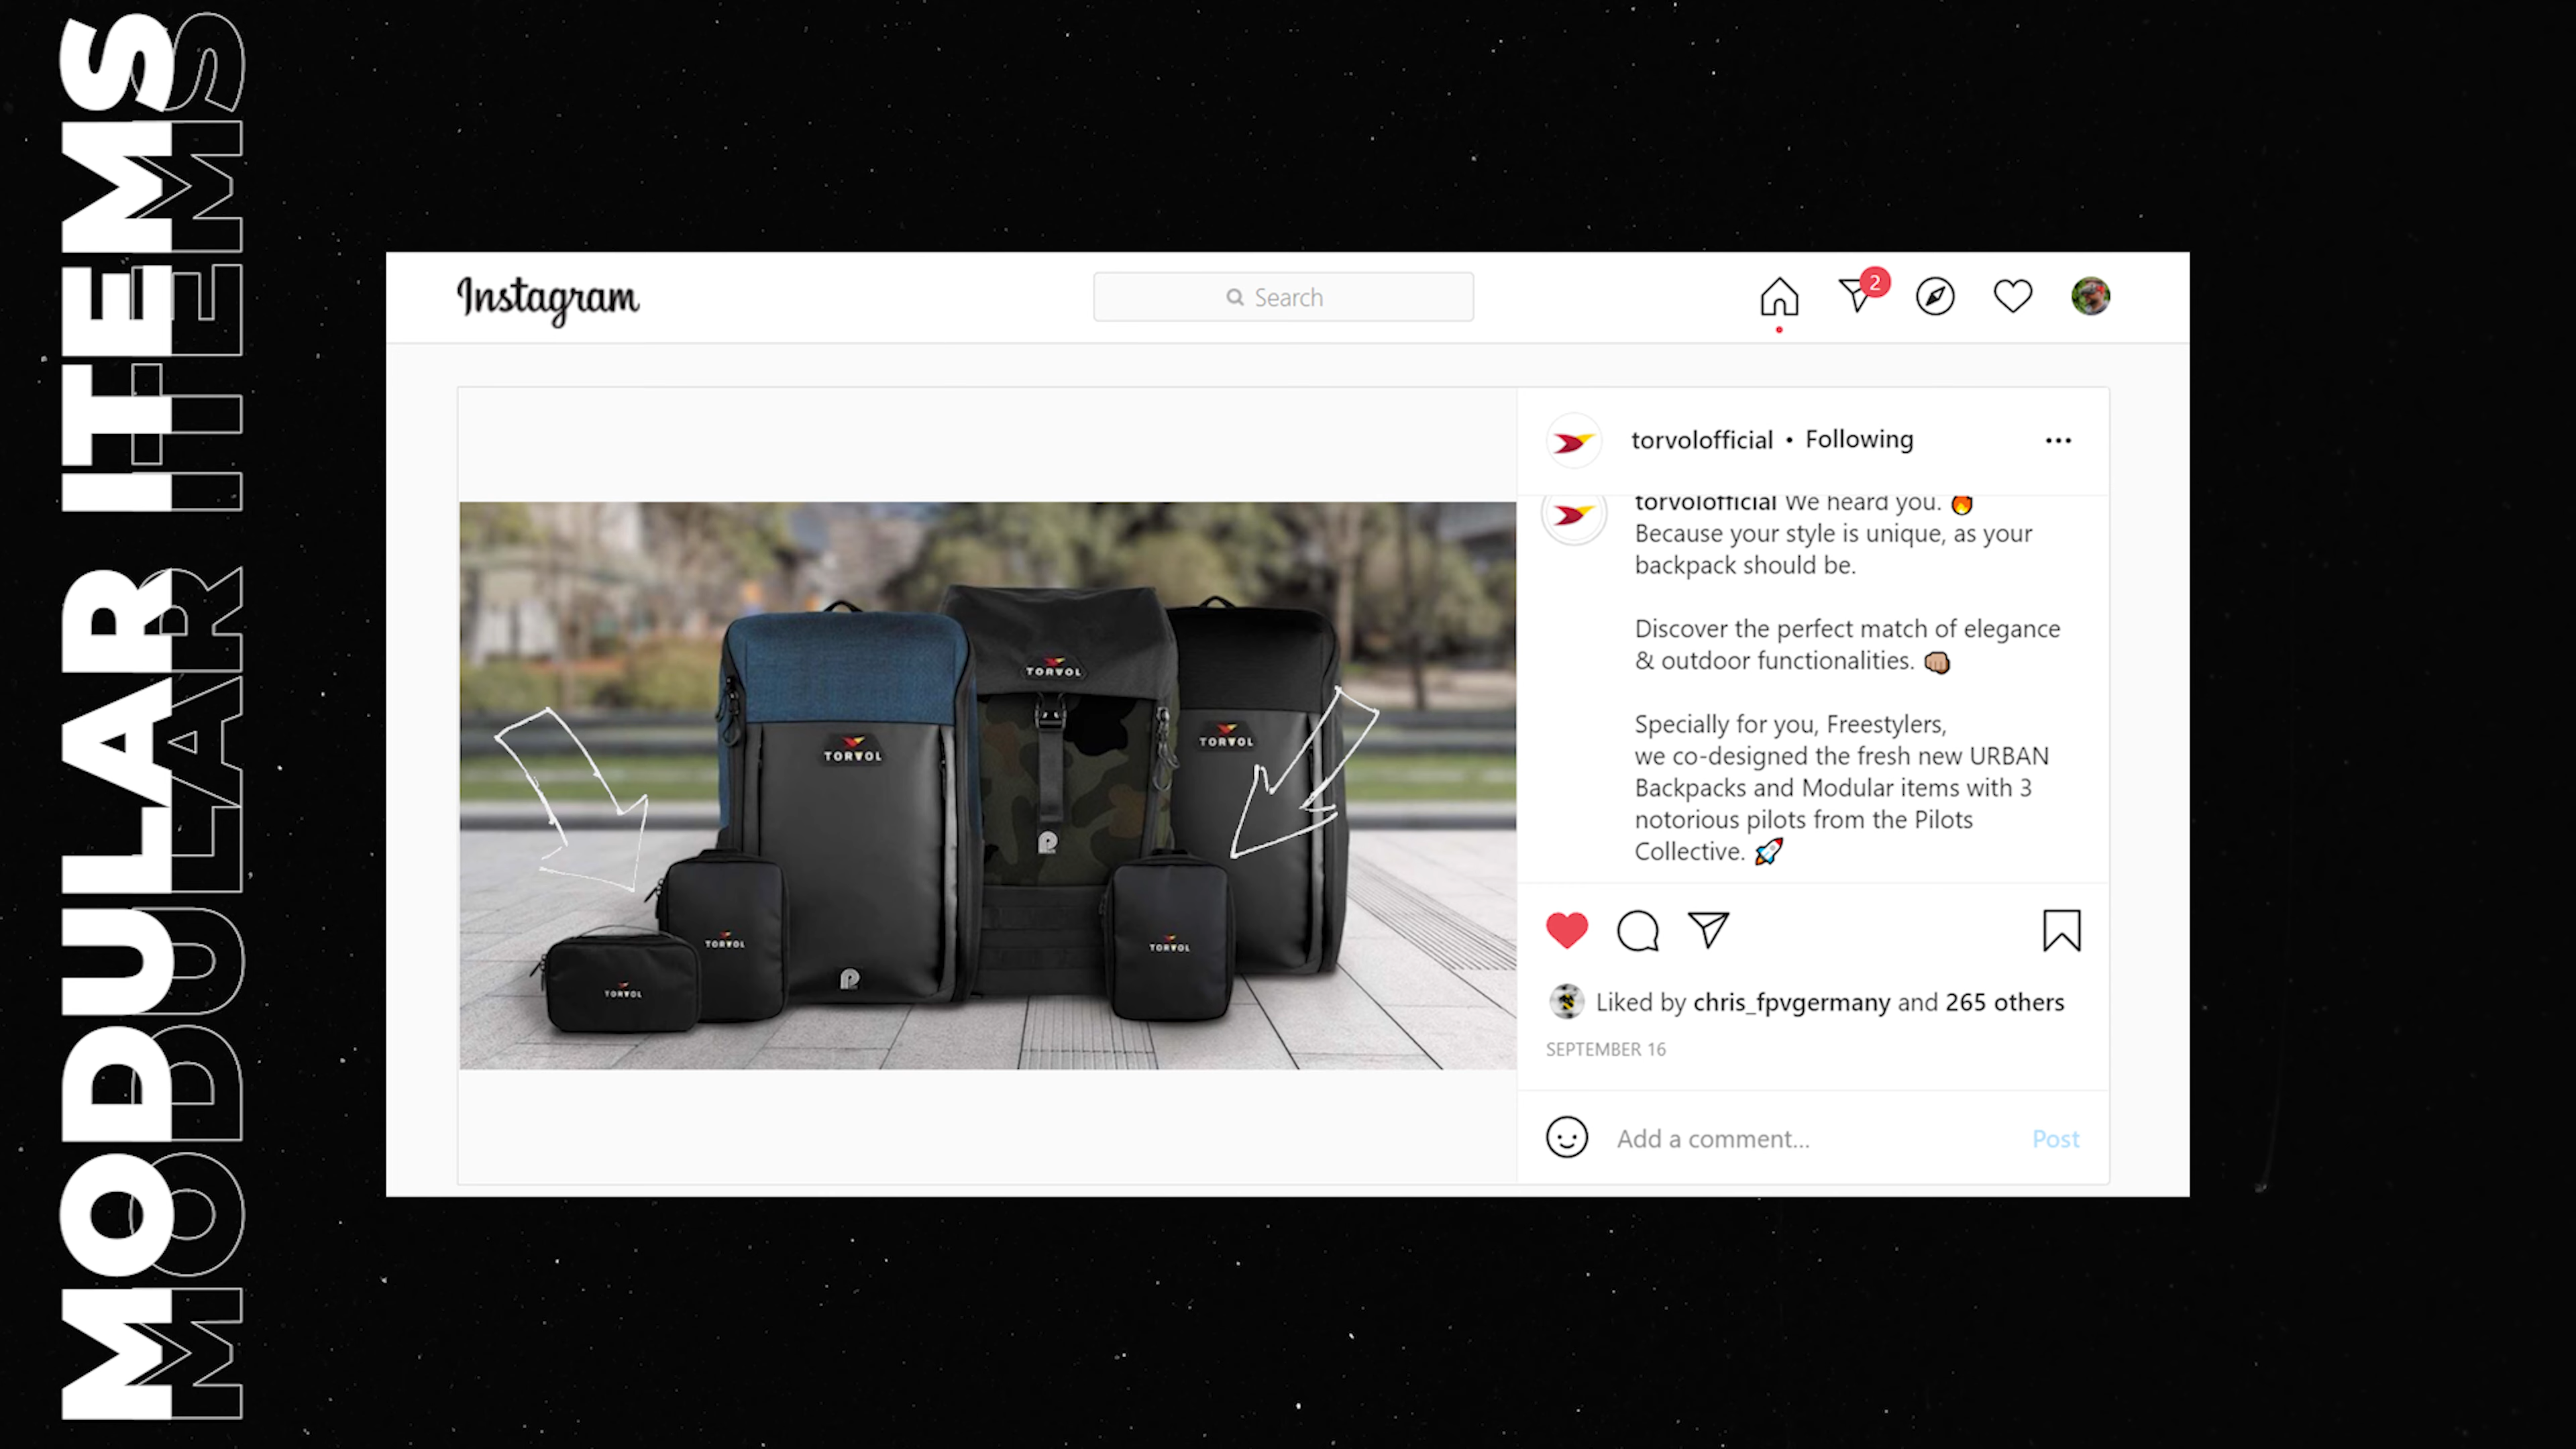 MODULAR ITEMS
MODULAR ITEMS
Instagram
Search
2
torvolofficial • Following
torvolofficial We heard you. 🔥
Because your style is unique, as your
backpack should be.
Discover the perfect match of elegance
& outdoor functionalities. 👊🏼
Specially for you, Freestylers,
we co-designed the fresh new URBAN
Backpacks and Modular items with 3
notorious pilots from the Pilots
Collective. 🚀
Liked by chris_fpvgermany and 265 others
SEPTEMBER 16
Add a comment...
Post
TORVOL
TORVOL
TORVOL
TORVOL
TORVOL
TORVOL